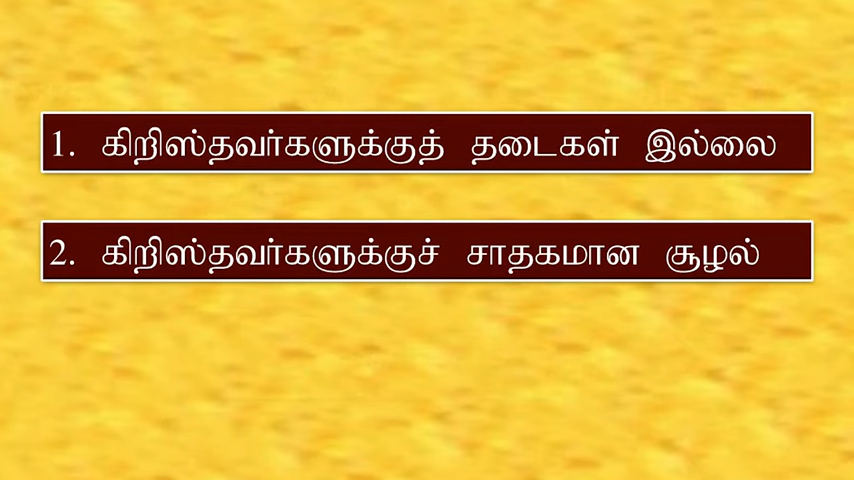 1. கிறிஸ்தவர்களுக்குத் தடைகள் இல்லை
2. கிறிஸ்தவர்களுக்குச் சாதகமான சூழல்